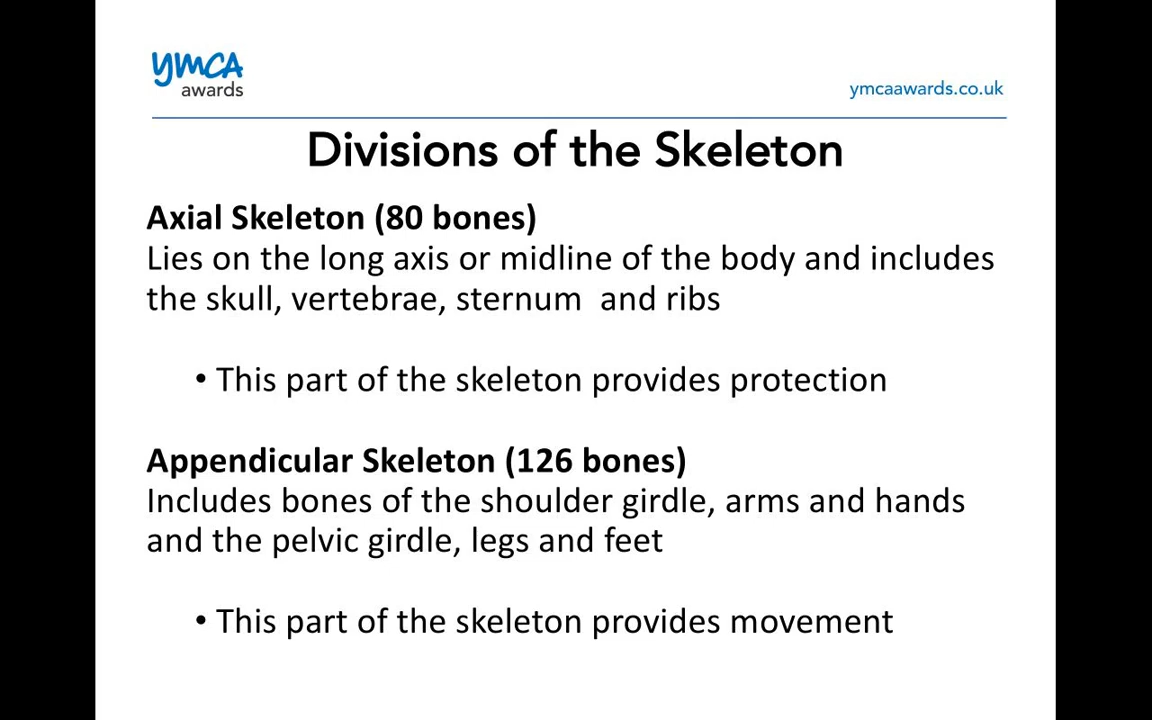 ymca
awards
ymcaawards.co.uk
Divisions of the Skeleton
Axial Skeleton (80 bones)
Lies on the long axis or midline of the body and includes
the skull, vertebrae, sternum  and ribs
• This part of the skeleton provides protection
Appendicular Skeleton (126 bones)
Includes bones of the shoulder girdle, arms and hands
and the pelvic girdle, legs and feet
• This part of the skeleton provides movement